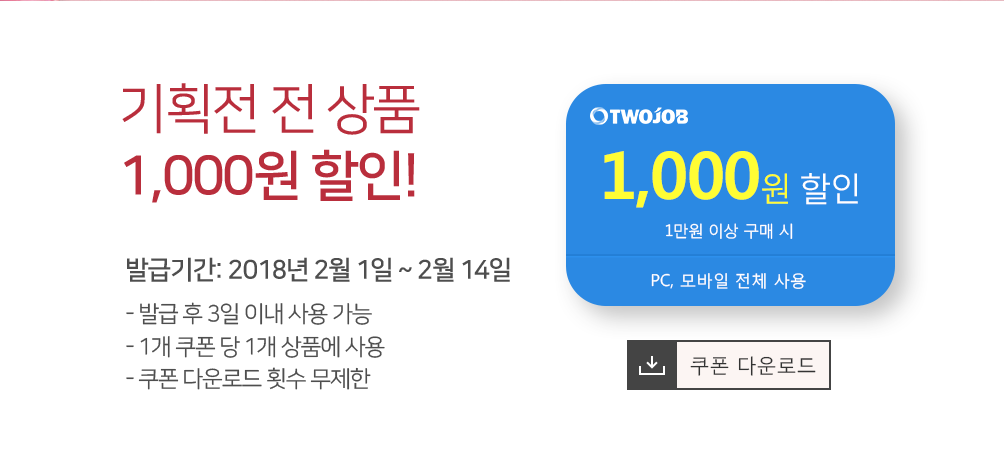 기획전 전 상품
1,000원 할인!
발급기간: 2018년 2월 1일 ~ 2월 14일
- 발급 후 3일 이내 사용 가능
- 1개 쿠폰 당 1개 상품에 사용
- 쿠폰 다운로드 횟수 무제한
OTWOJOB
1,000원 할인
1만원 이상 구매 시
PC, 모바일 전체 사용
쿠폰 다운로드